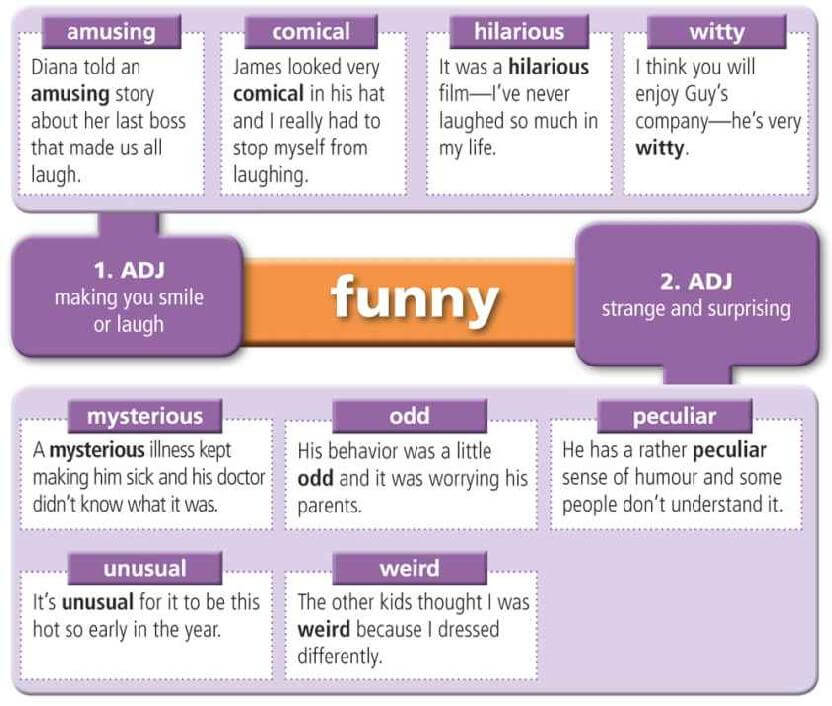 amusing
Diana told an
amusing story
about her last boss
that made us all
laugh.
comical
James looked very
comical in his hat
and I really had to
stop myself from
laughing.
hilarious
It was a hilarious
film—I've never
laughed so much in
my life.
witty
I think you will
enjoy Guy's
company—he's very
witty.
1. ADJ
making you smile
or laugh
funny
2. ADJ
strange and surprising
mysterious
A mysterious illness kept
making him sick and his doctor
didn't know what it was.
odd
His behavior was a little
odd and it was worrying his
parents.
peculiar
He has a rather peculiar
sense of humour and some
people don't understand it.
unusual
It's unusual for it to be this
hot so early in the year.
weird
The other kids thought I was
weird because I dressed
differently.